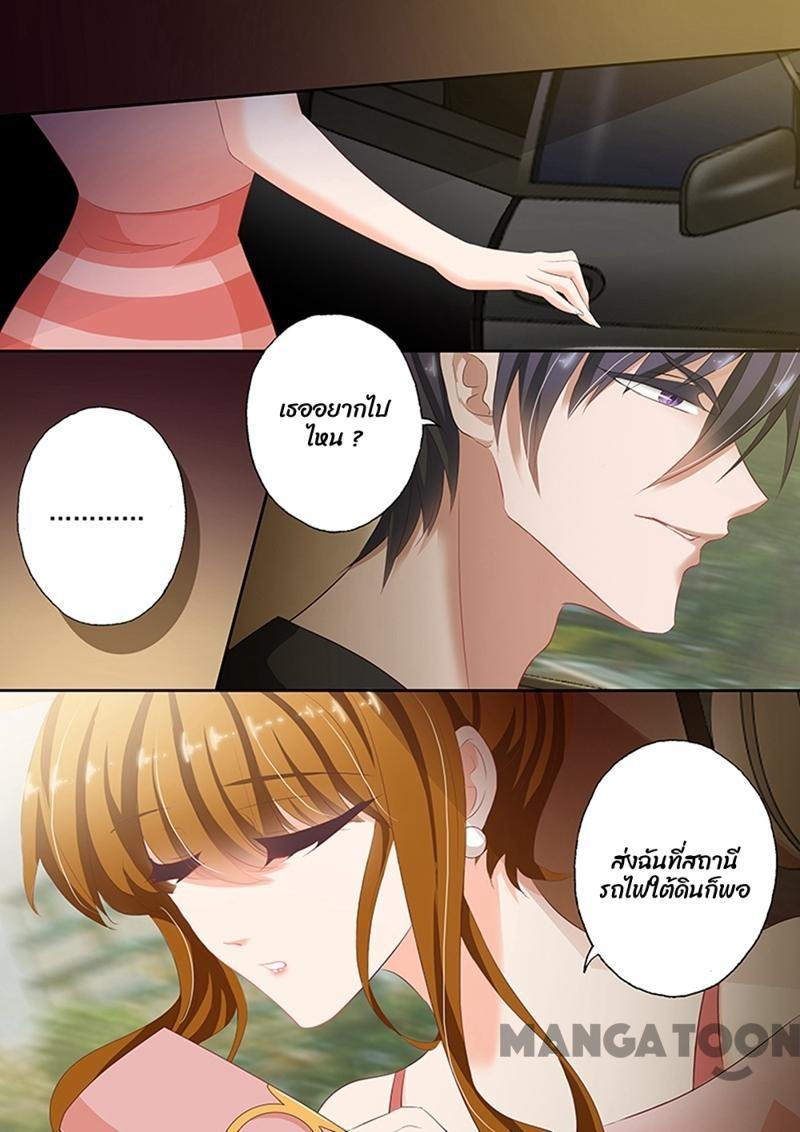 เธออยากไป
ไหน ?
............
ส่งฉันที่สถานี
รถไฟใต้ดินก็พอ
MANGATOON